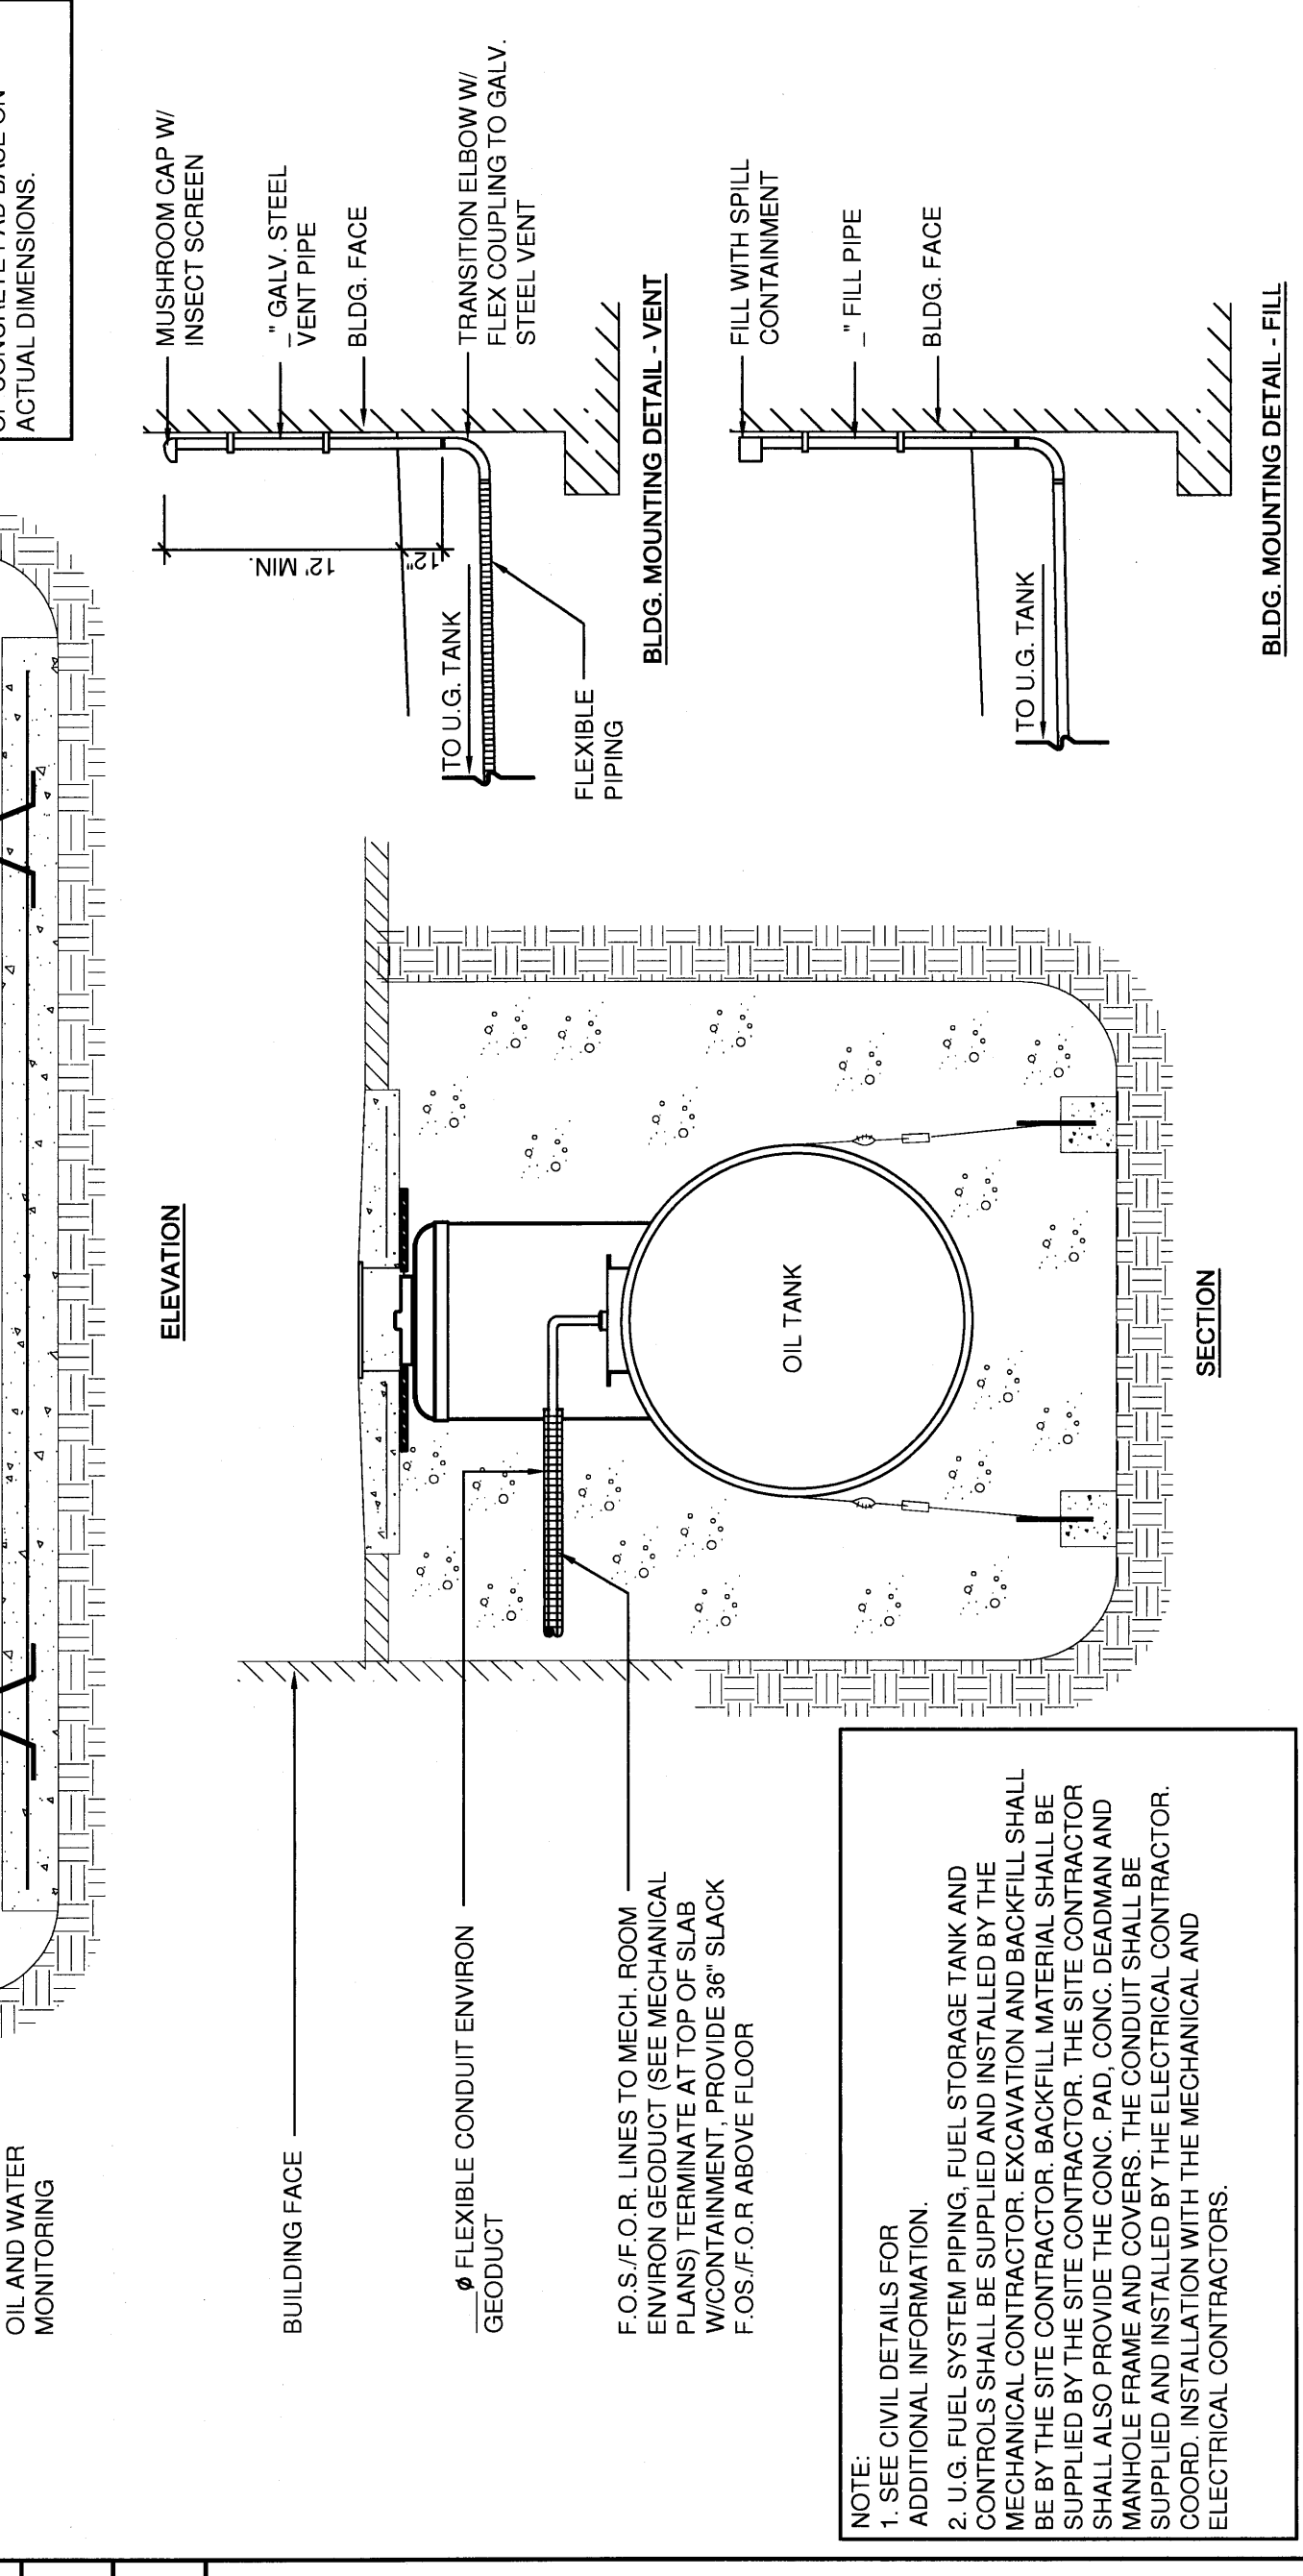 OIL AND WATER
MONITORING
ACTUAL DIMENSIONS.
ELEVATION
BUILDING FACE
_ø FLEXIBLE CONDUIT ENVIRON
GEODUCT
F.O.S./F.O.R. LINES TO MECH. ROOM
ENVIRON GEODUCT (SEE MECHANICAL
PLANS) TERMINATE AT TOP OF SLAB
W/CONTAINMENT, PROVIDE 36" SLACK
F.OS./F.O.R ABOVE FLOOR
OIL TANK
SECTION
MUSHROOM CAP W/
INSECT SCREEN
_" GALV. STEEL
VENT PIPE
BLDG. FACE
TRANSITION ELBOW W/
FLEX COUPLING TO GALV.
STEEL VENT
12' MIN.
12"
TO U.G. TANK
FLEXIBLE
PIPING
BLDG. MOUNTING DETAIL - VENT
FILL WITH SPILL
CONTAINMENT
_" FILL PIPE
BLDG. FACE
TO U.G. TANK
BLDG. MOUNTING DETAIL - FILL
NOTE:
1. SEE CIVIL DETAILS FOR
ADDITIONAL INFORMATION.
2. U.G. FUEL SYSTEM PIPING, FUEL STORAGE TANK AND
CONTROLS SHALL BE SUPPLIED AND INSTALLED BY THE
MECHANICAL CONTRACTOR. EXCAVATION AND BACKFILL SHALL
BE BY THE SITE CONTRACTOR. BACKFILL MATERIAL SHALL BE
SUPPLIED BY THE SITE CONTRACTOR. THE SITE CONTRACTOR
SHALL ALSO PROVIDE THE CONC. PAD, CONC. DEADMAN AND
MANHOLE FRAME AND COVERS. THE CONDUIT SHALL BE
SUPPLIED AND INSTALLED BY THE ELECTRICAL CONTRACTOR.
COORD. INSTALLATION WITH THE MECHANICAL AND
ELECTRICAL CONTRACTORS.